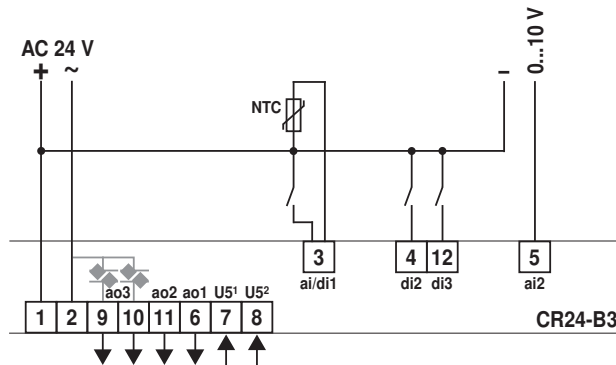 AC 24 V
+ ~ – 0...10 V
NTC
3 4 12 5
ai/di1 di2 di3 ai2
ao3 ao2 ao1 U5¹ U5²
1 2 9 10 11 6 7 8
CR24-B3